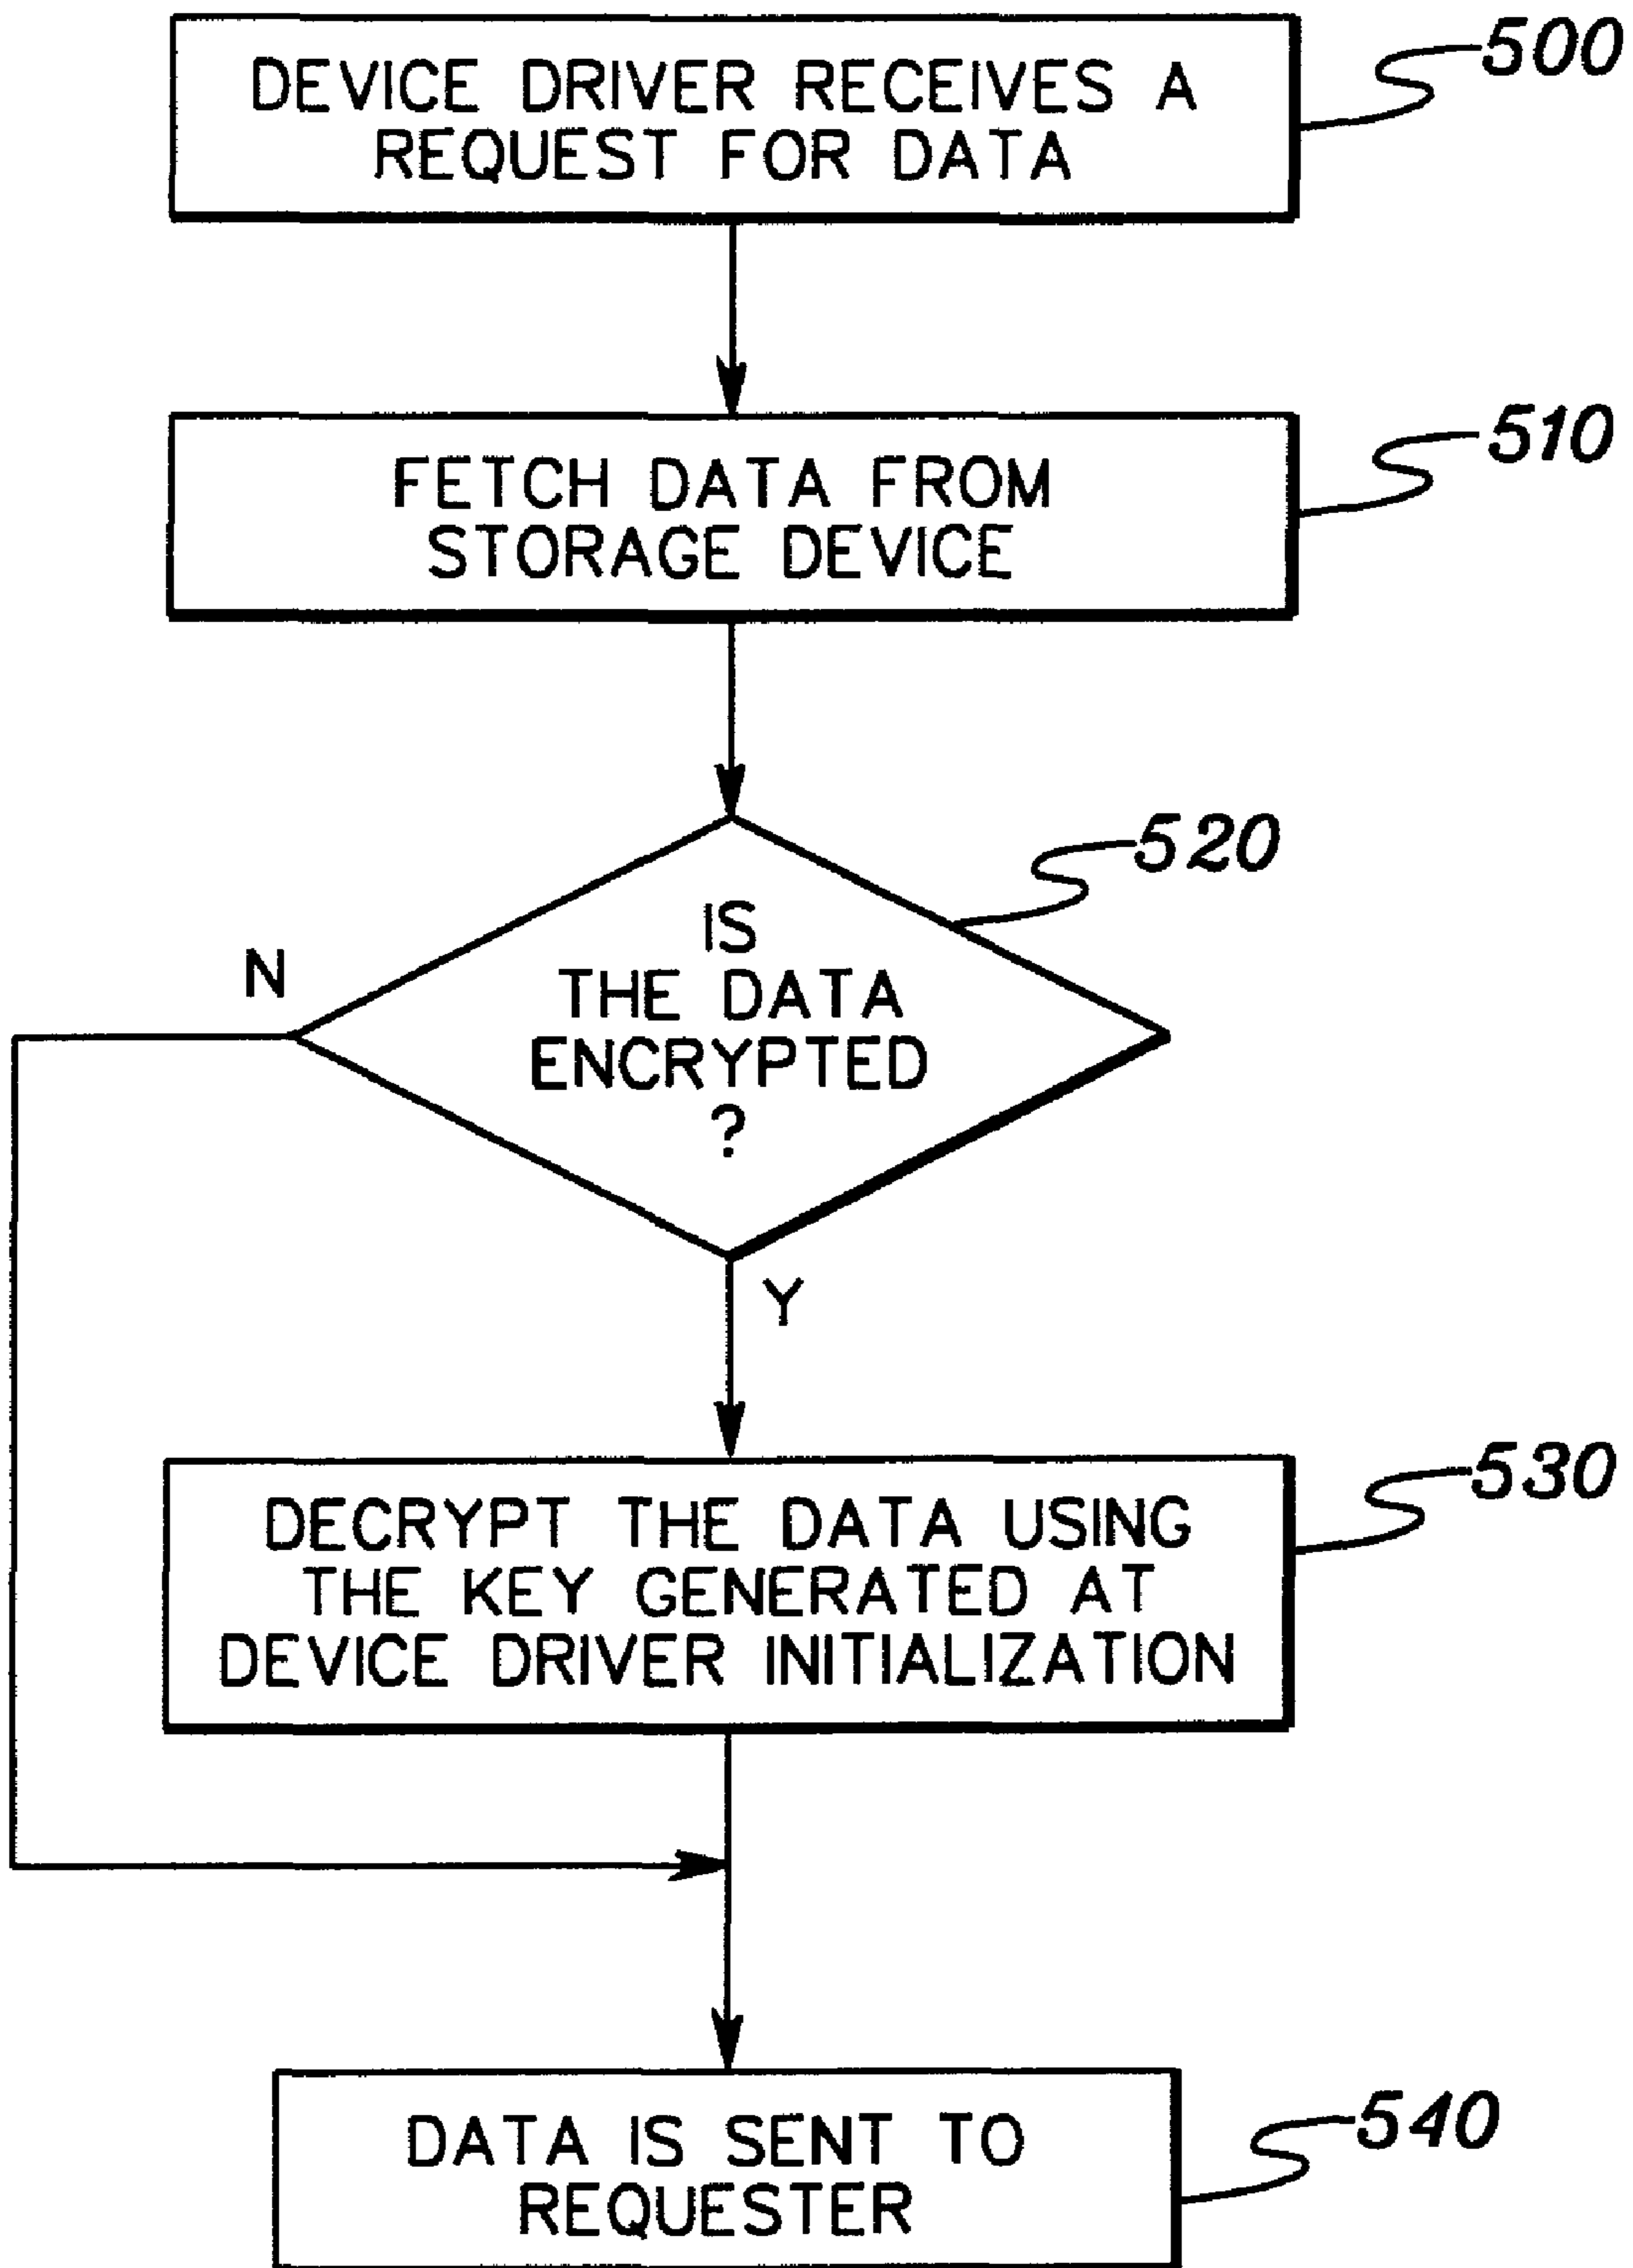 DEVICE DRIVER RECEIVES A
REQUEST FOR DATA
500
FETCH DATA FROM
STORAGE DEVICE
510
520
IS
THE DATA
ENCRYPTED
?
N
Y
DECRYPT THE DATA USING
THE KEY GENERATED AT
DEVICE DRIVER INITIALIZATION
530
DATA IS SENT TO
REQUESTER
540